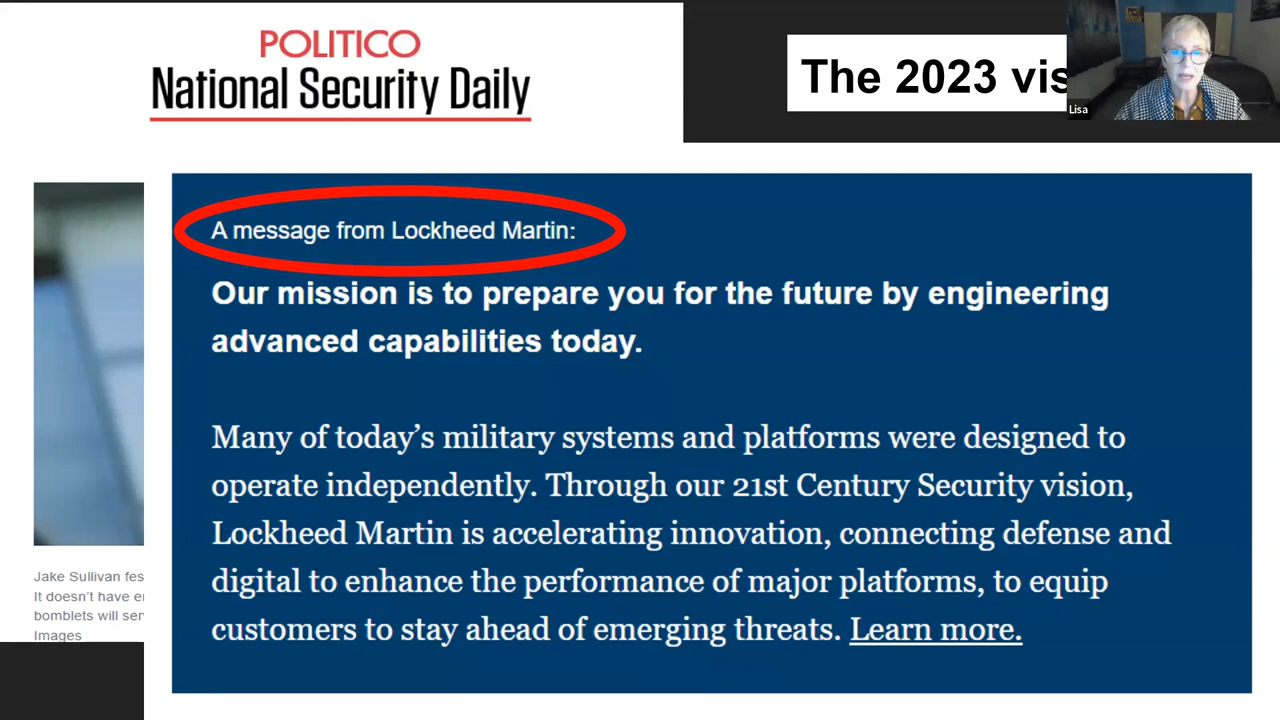 POLITICO
National Security Daily
The 2023 vis
Lisa
A message from Lockheed Martin:
Our mission is to prepare you for the future by engineering
advanced capabilities today.
Many of today’s military systems and platforms were designed to
operate independently. Through our 21st Century Security vision,
Lockheed Martin is accelerating innovation, connecting defense and
digital to enhance the performance of major platforms, to equip
customers to stay ahead of emerging threats. Learn more.
Jake Sullivan fes
It doesn’t have e
bomblets will ser
Images